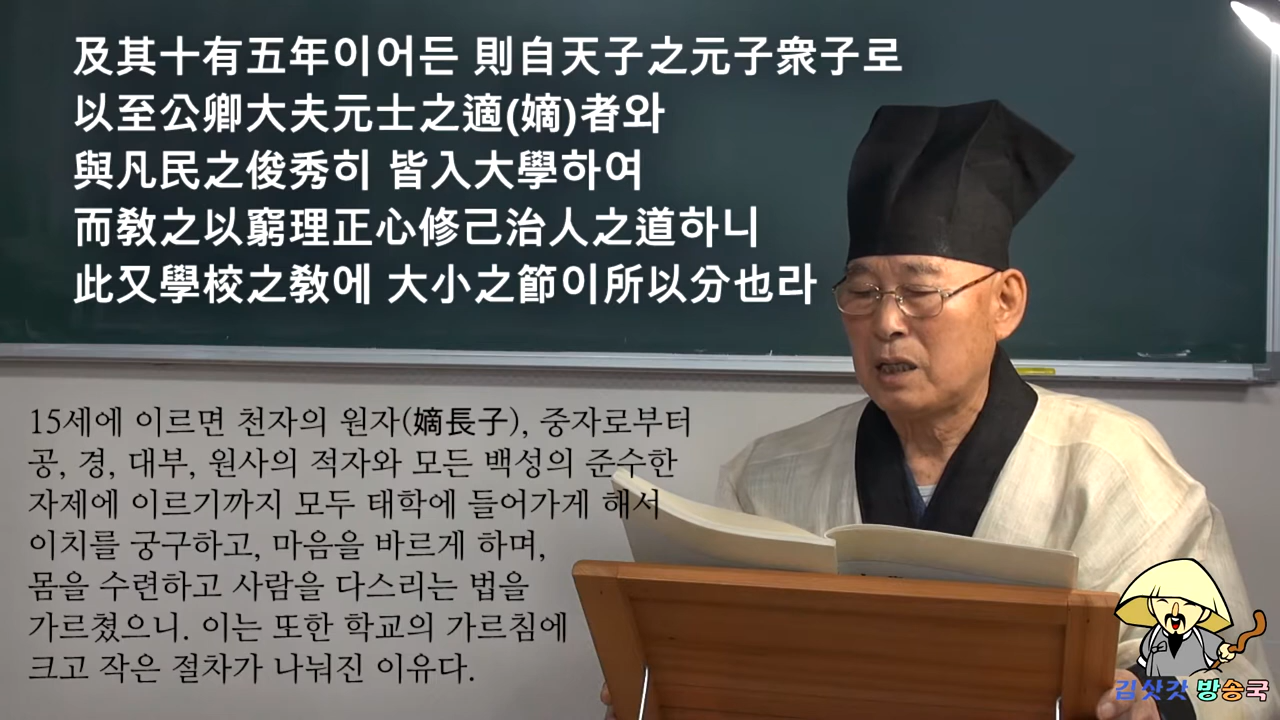 及其十有五年이어든 則自天子之元子衆子로
以至公卿大夫元士之適(嫡)者와
與凡民之俊秀히 皆入大學하여
而敎之以窮理正心修己治人之道하니
此又學校之敎에 大小之節이所以分也라
15세에 이르면 천자의 원자(嫡長子), 중자로부터
공, 경, 대부, 원사의 적자와 모든 백성의 준수한
자제에 이르기까지 모두 태학에 들어가게 해서
이치를 궁구하고, 마음을 바르게 하며,
몸을 수련하고 사람을 다스리는 법을
가르쳤으니. 이는 또한 학교의 가르침에
크고 작은 절차가 나눠진 이유다.
김삿갓 방송국